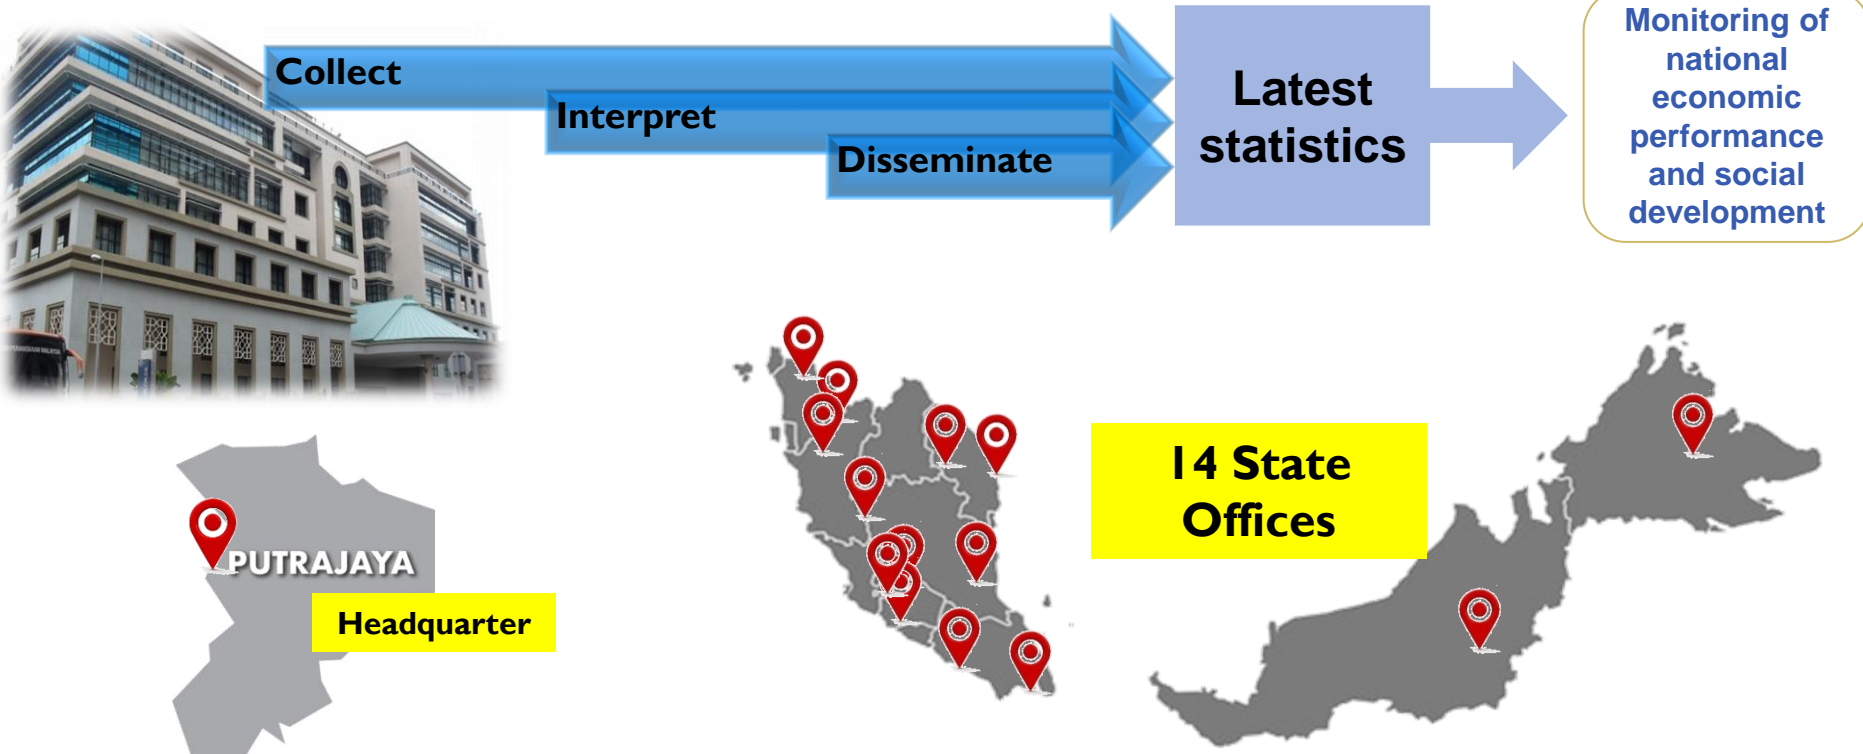 Collect
Interpret
Disseminate
Latest
statistics
Monitoring of
national
economic
performance
and social
development
PUTRAJAYA
Headquarter
14 State
Offices